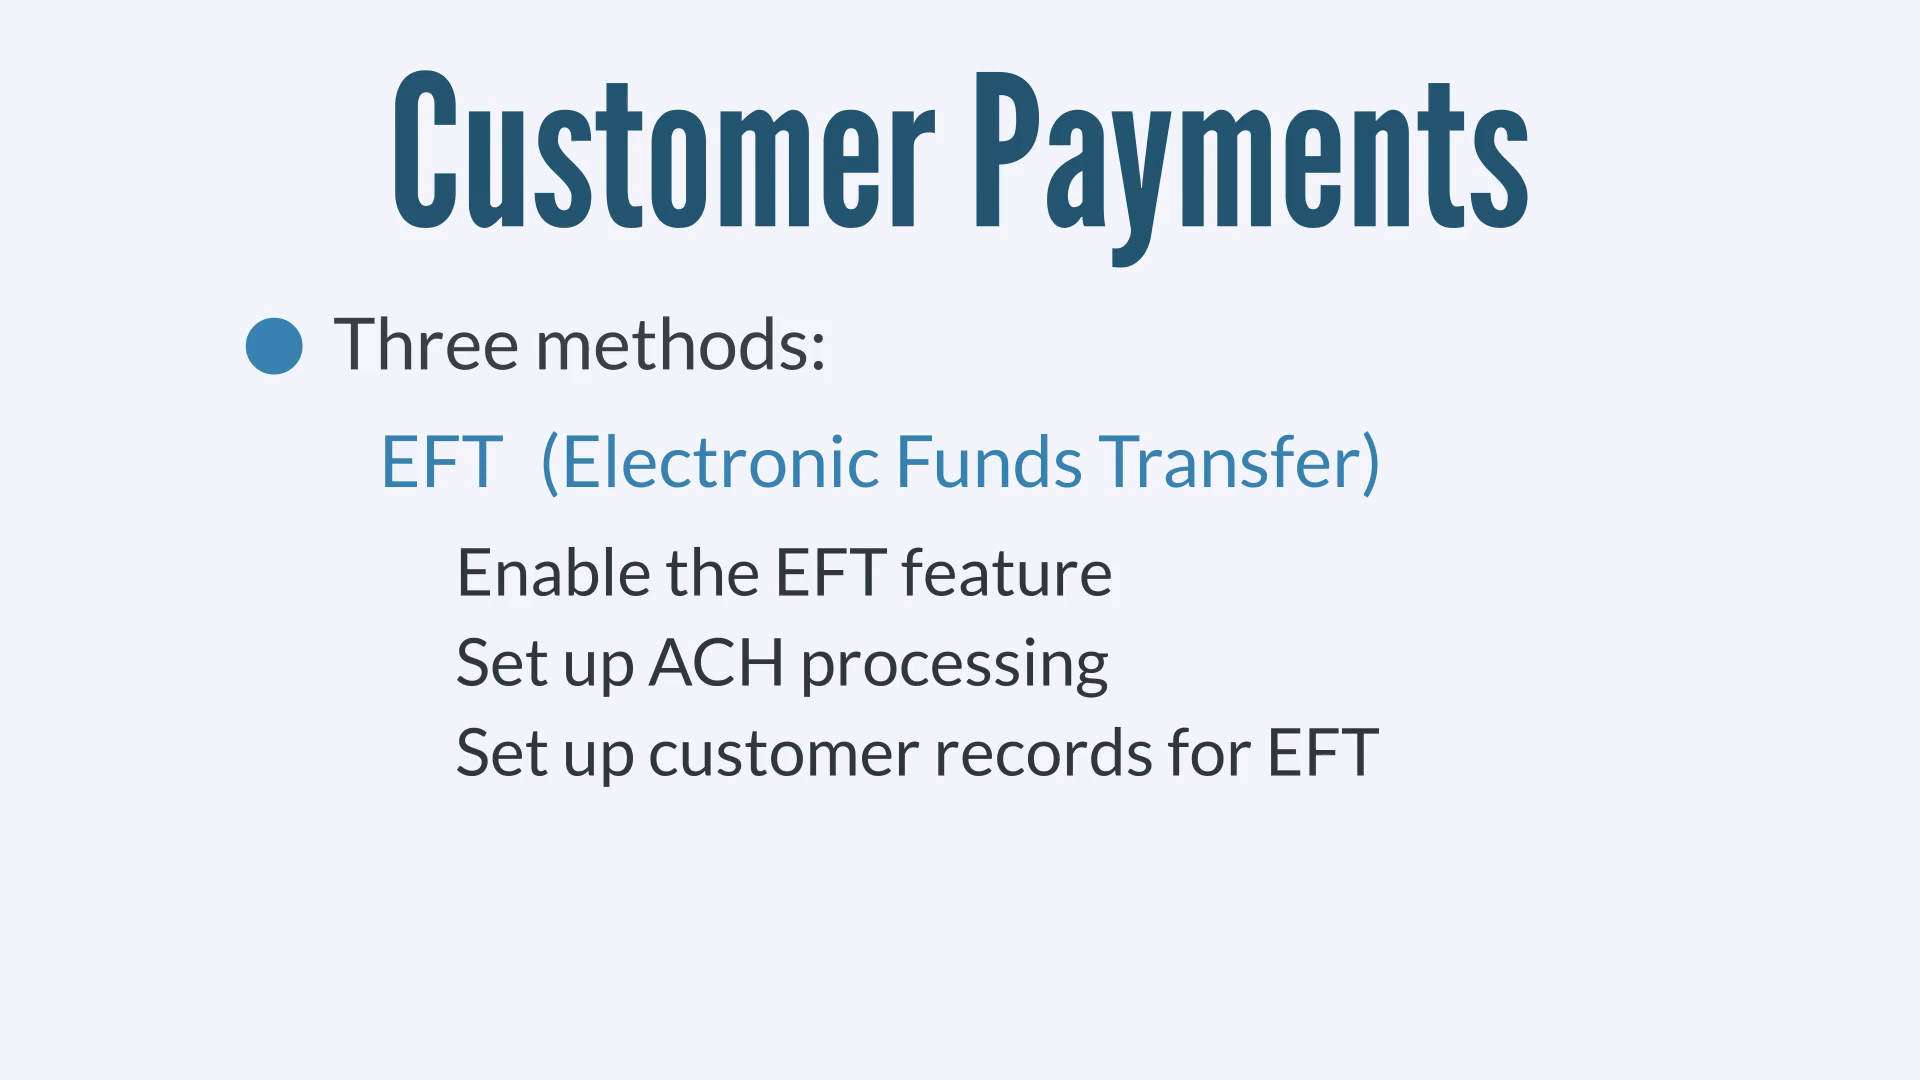 Customer Payments
Three methods:
EFT (Electronic Funds Transfer)
Enable the EFT feature
Set up ACH processing
Set up customer records for EFT